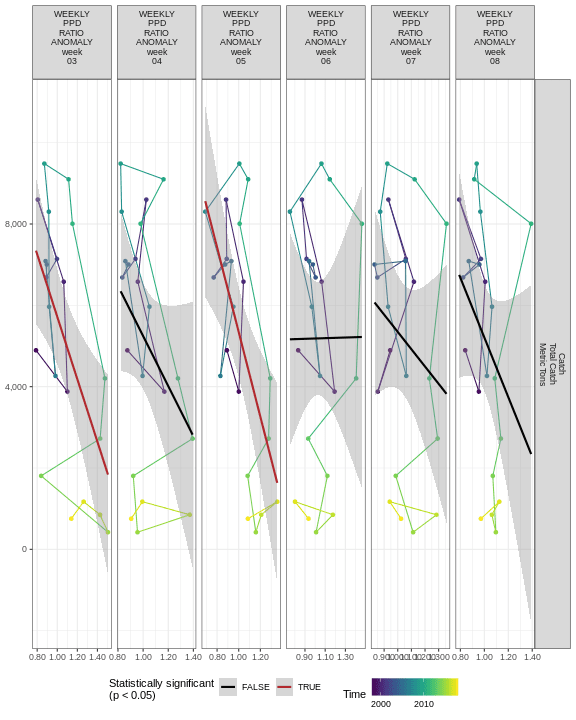 WEEKLY
PPD
RATIO
ANOMALY
week
03
WEEKLY
PPD
RATIO
ANOMALY
week
04
WEEKLY
PPD
RATIO
ANOMALY
week
05
WEEKLY
PPD
RATIO
ANOMALY
week
06
WEEKLY
PPD
RATIO
ANOMALY
week
07
WEEKLY
PPD
RATIO
ANOMALY
week
08
8,000
4,000
0
Catch
Total Catch
Metric Tons
0.80 1.00 1.20 1.40
0.80 1.00 1.20 1.40
0.80 1.00 1.20
0.90 1.10 1.30
0.80 1.00 1.20 1.40
Statistically significant
(p < 0.05)
FALSE
TRUE
Time
2000 2010